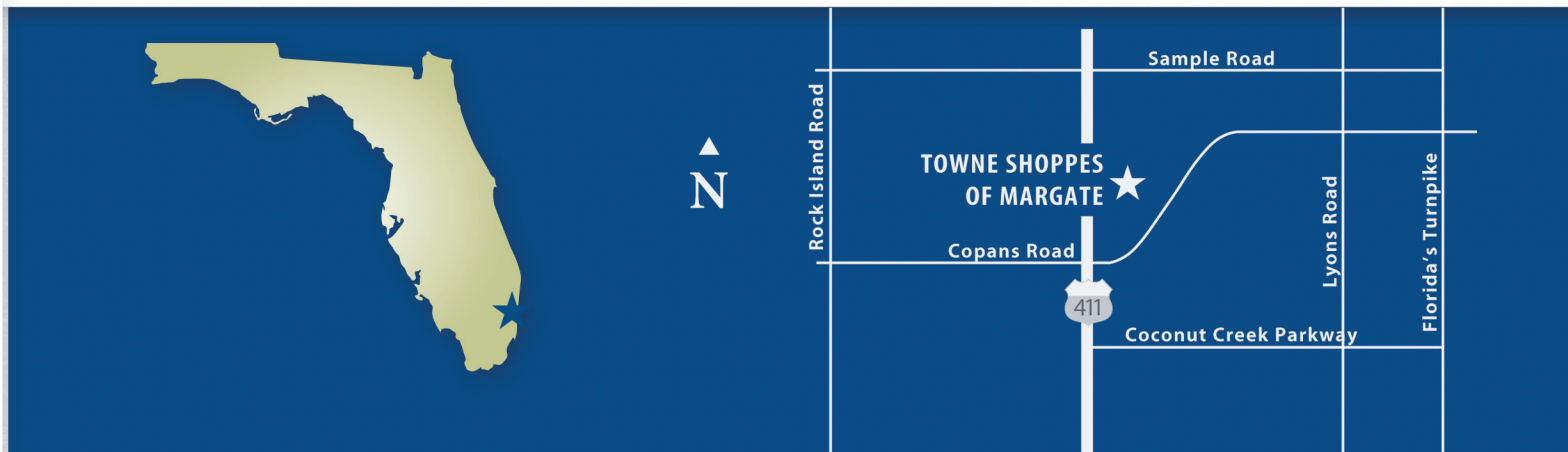 Sample Road
Rock Island Road
TOWNE SHOPPES
OF MARGATE
N
Lyons Road
Florida's Turnpike
Copans Road
411
Coconut Creek Parkway